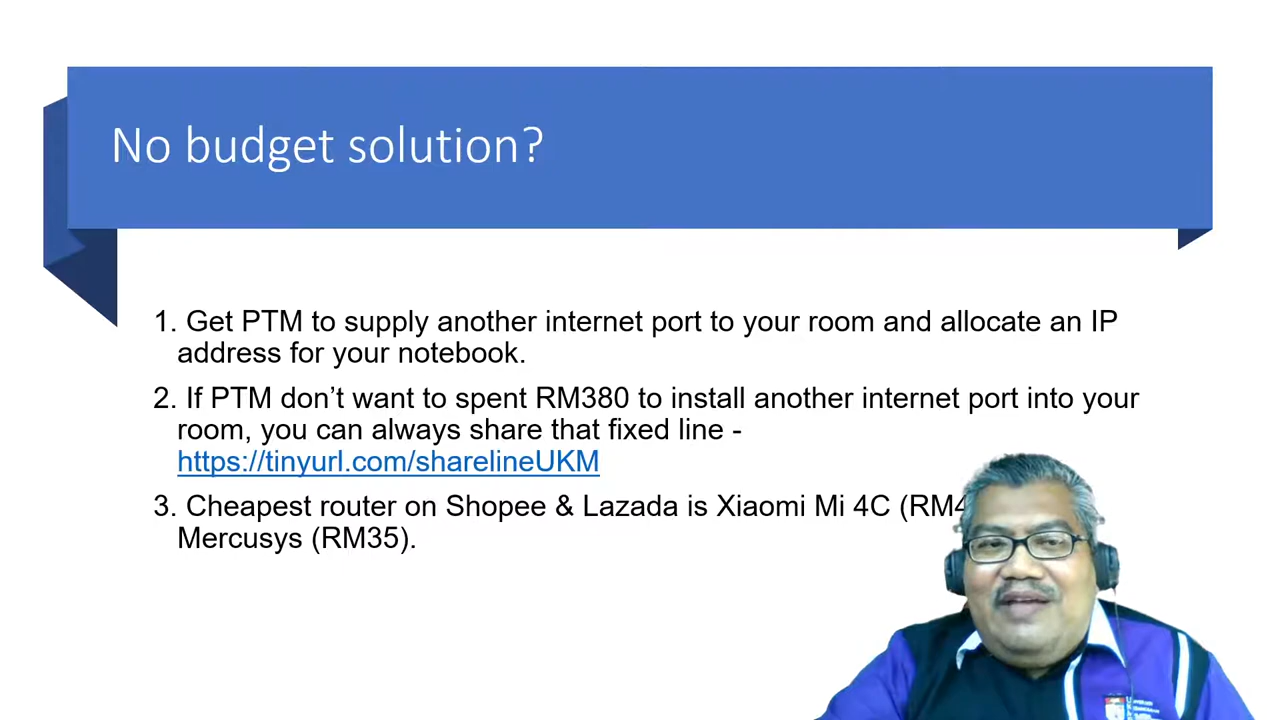 No budget solution?
1. Get PTM to supply another internet port to your room and allocate an IP
address for your notebook.
2. If PTM don’t want to spent RM380 to install another internet port into your
room, you can always share that fixed line -
https://tinyurl.com/sharelineUKM
3. Cheapest router on Shopee & Lazada is Xiaomi Mi 4C (RM4
Mercusys (RM35).